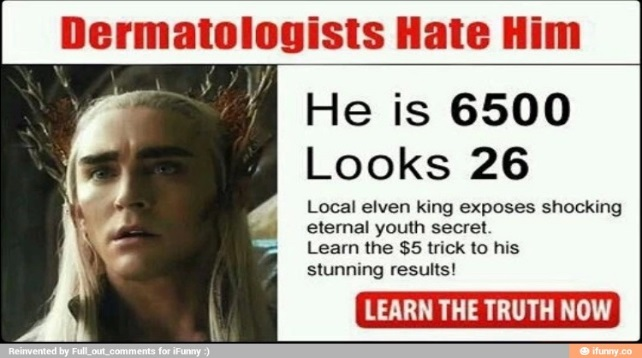 Dermatologists Hate Him
He is 6500
Looks 26
Local elven king exposes shocking
eternal youth secret.
Learn the $5 trick to his
stunning results!
LEARN THE TRUTH NOW
Reinvented by Full_out_comments for iFunny :)
ifunny.co